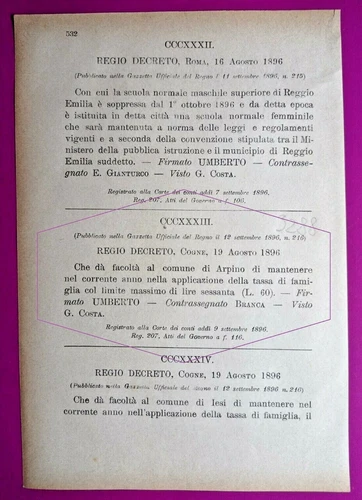 532
CCCXXXII.
REGIO DECRETO, Roma, 16 Agosto 1896
(Pubblicato nella Gazzetta Ufficiale del Regno l' 11 settembre 1896, n. 215)
Con cui la scuola normale maschile superiore di Reggio
Emilia è soppressa dal 1° ottobre 1896 e da detta epoca
è istituita in detta città una scuola normale femminile
che sarà mantenuta a norma delle leggi e regolamenti
vigenti e a seconda della convenzione stipulata tra il Mi-
nistero della pubblica istruzione e il municipio di Reggio
Emilia suddetto. — Firmato UMBERTO — Contrasse-
gnato E. Gianturco — Visto G. Costa.
Registrato alla Corte dei conti addì 7 settembre 1896.
Reg. 207. Atti del Governo a f. 106.
CCCXXXIII.
(Pubblicato nella Gazzetta Ufficiale del Regno il 12 settembre 1896, n. 216)
REGIO DECRETO, Cogne, 19 Agosto 1896
Che dà facoltà al comune di Arpino di mantenere
nel corrente anno nella applicazione della tassa di fami-
glia col limite massimo di lire sessanta (L. 60). — Fir-
mato UMBERTO — Contrassegnato Branca — Visto
G. Costa.
Registrato alla Corte dei conti addì 9 settembre 1896.
Reg. 207. Atti del Governo a f. 116.
CCCXXXIV.
REGIO DECRETO, Cogne, 19 Agosto 1896
(Pubblicato nella Gazzetta Ufficiale del Regno il 12 settembre 1896 n. 216)
Che dà facoltà al comune di Iesi di mantenere nel
corrente anno nell'applicazione della tassa di famiglia, il